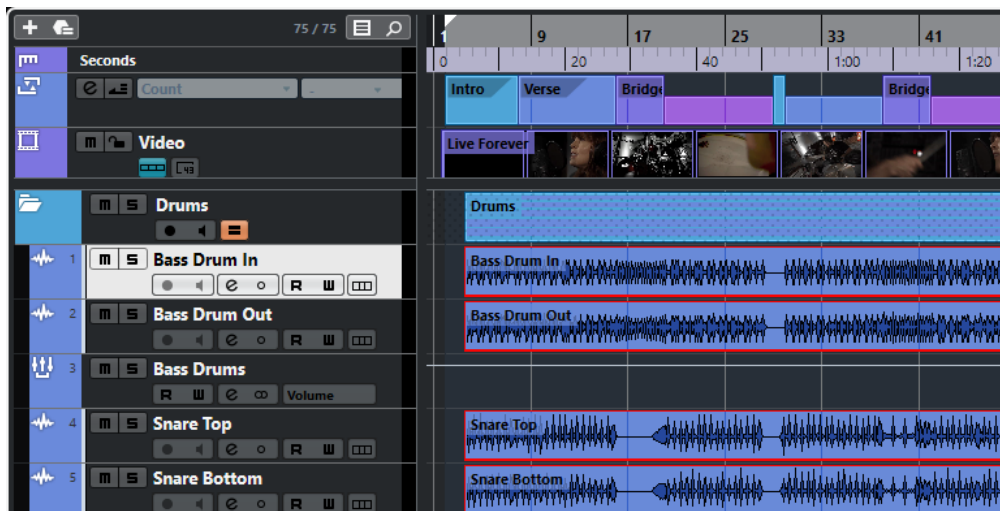 75 / 75
1 9 17 25 33 41
Seconds
0 20 40 1:00 1:20
e Count -
Intro Verse Bridge Bridge
m Video
Live Forever
43
m S Drums
Drums
1 m S Bass Drum In
Bass Drum In
e R W
2 m S Bass Drum Out
Bass Drum Out
e R W
3 m S Bass Drums
R W e Volume
4 m S Snare Top
Snare Top
e R W
5 m S Snare Bottom
Snare Bottom
e R W